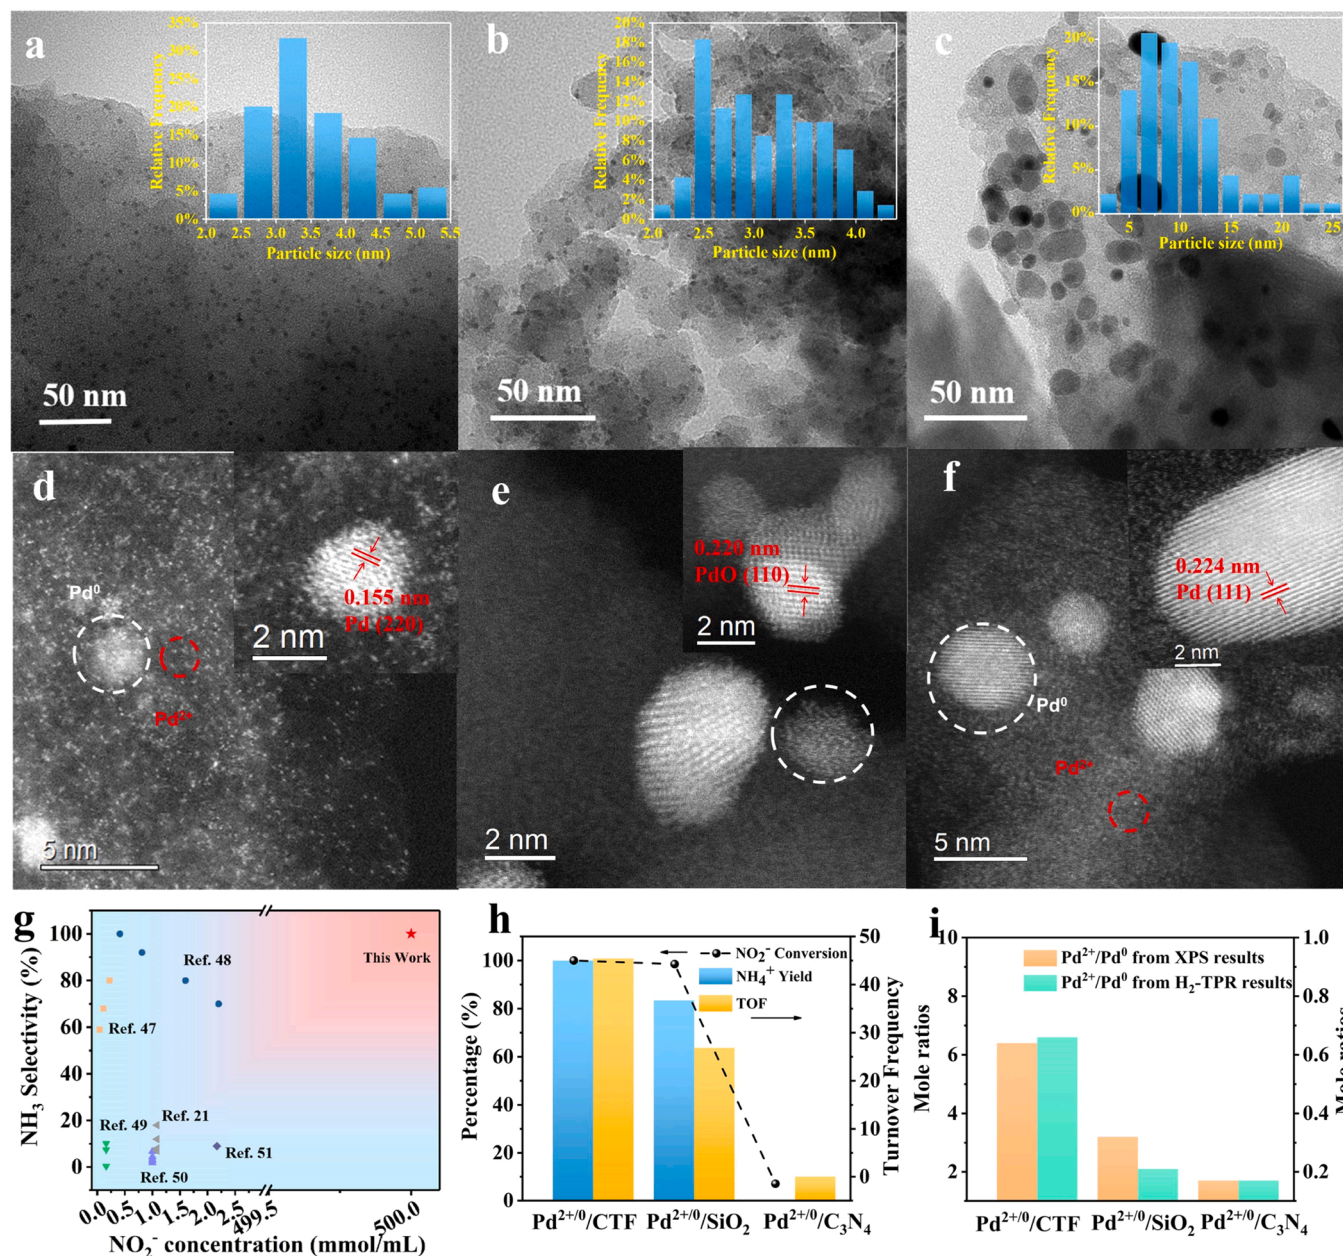 a
35%
30%
25%
20%
15%
10%
5%
0%
Relative Frequency
2.0 2.5 3.0 3.5 4.0 4.5 5.0 5.5
Particle size (nm)
50 nm
b
20%
18%
16%
14%
12%
10%
8%
6%
4%
2%
0%
Relative Frequency
2.0 2.5 3.0 3.5 4.0
Particle size (nm)
50 nm
c
20%
15%
10%
5%
0%
Relative Frequency
5 10 15 20 25
Particle size (nm)
50 nm
d
Pd⁰
Pd²⁺
5 nm
0.155 nm
Pd (220)
2 nm
e
0.220 nm
PdO (110)
2 nm
2 nm
f
0.224 nm
Pd (111)
2 nm
Pd⁰
Pd²⁺
5 nm
g
NH₃ Selectivity (%)
100
80
60
40
20
0
This Work
Ref. 48
Ref. 47
Ref. 49
Ref. 21
Ref. 50
Ref. 51
0.0 0.5 1.0 1.5 2.0 2.5 499.5 500.0
NO₂⁻ concentration (mmol/mL)
h
Percentage (%)
100
80
60
40
20
0
NO₂⁻ Conversion
NH₄⁺ Yield
TOF
50
40
30
20
10
0
Turnover Frequency
Pd²⁺/⁰/CTF Pd²⁺/⁰/SiO₂ Pd²⁺/⁰/C₃N₄
i
Mole ratios
10
8
6
4
2
Pd²⁺/Pd⁰ from XPS results
Pd²⁺/Pd⁰ from H₂-TPR results
1.0
0.8
0.6
0.4
0.2
Mole ratios
Pd²⁺/⁰/CTF Pd²⁺/⁰/SiO₂ Pd²⁺/⁰/C₃N₄